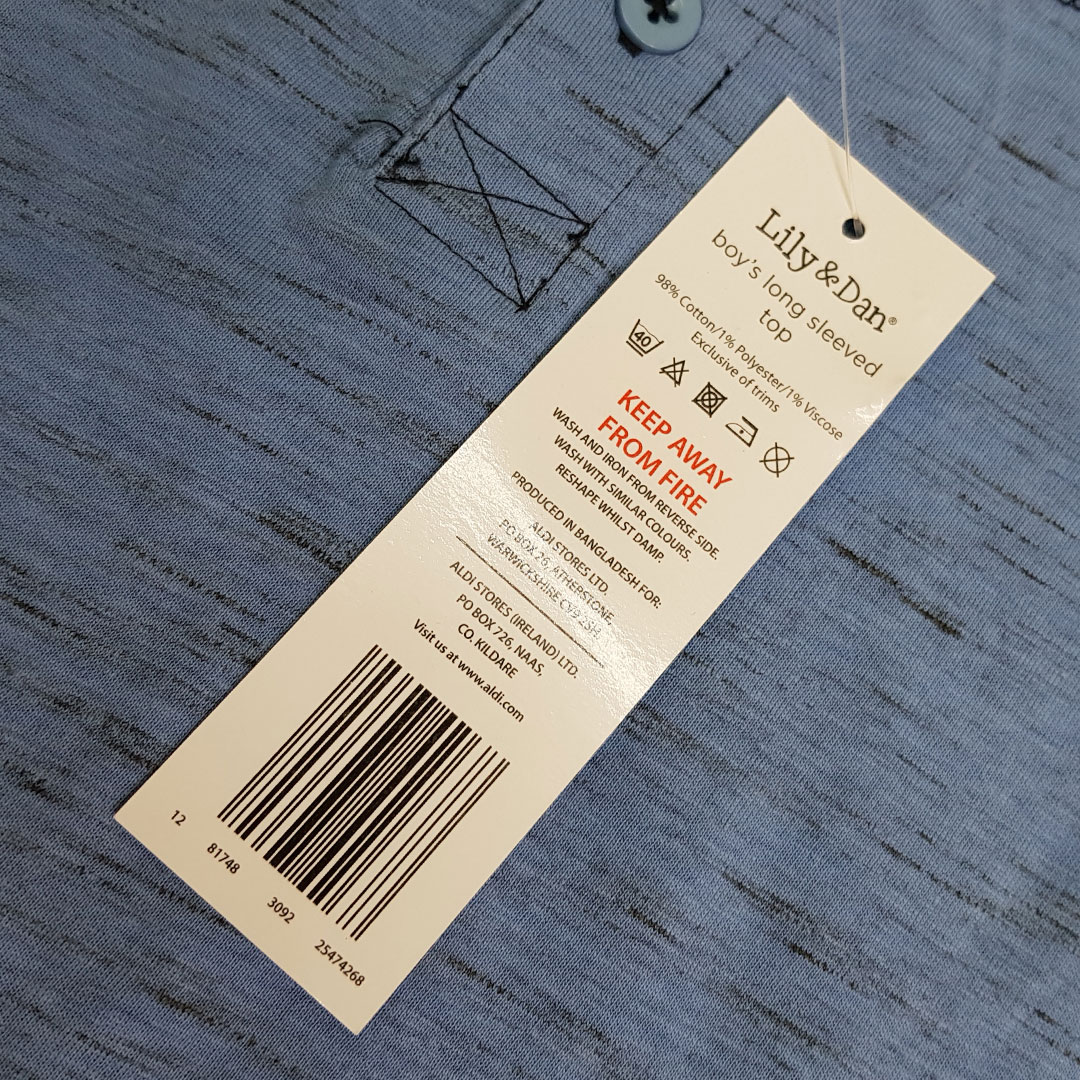 Lily & Dan®
boy's long sleeved
top
98% Cotton/1% Polyester/1% Viscose
Exclusive of trims
40
KEEP AWAY
FROM FIRE
WASH AND IRON FROM REVERSE SIDE.
WASH WITH SIMILAR COLOURS.
RESHAPE WHILST DAMP.
PRODUCED IN BANGLADESH FOR:
ALDI STORES LTD.
PO BOX 26, ATHERSTONE,
WARWICKSHIRE CV9 2SH
ALDI STORES (IRELAND) LTD.
PO BOX 726, NAAS,
CO. KILDARE
Visit us at www.aldi.com
12
81748
3092
25474268